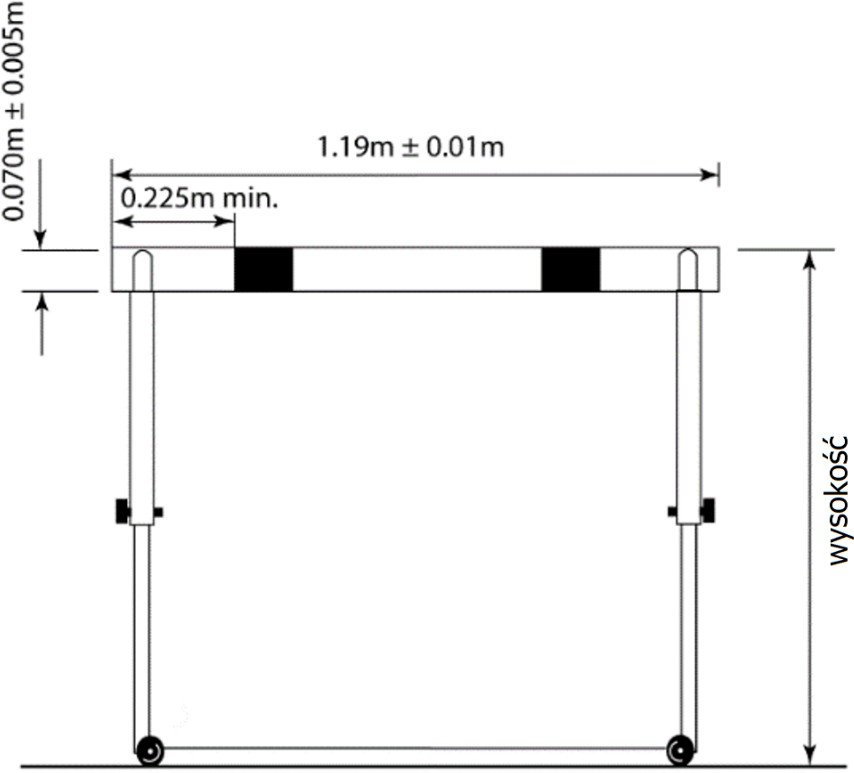 0.070m ± 0.005m
1.19m ± 0.01m
0.225m min.
wysokość